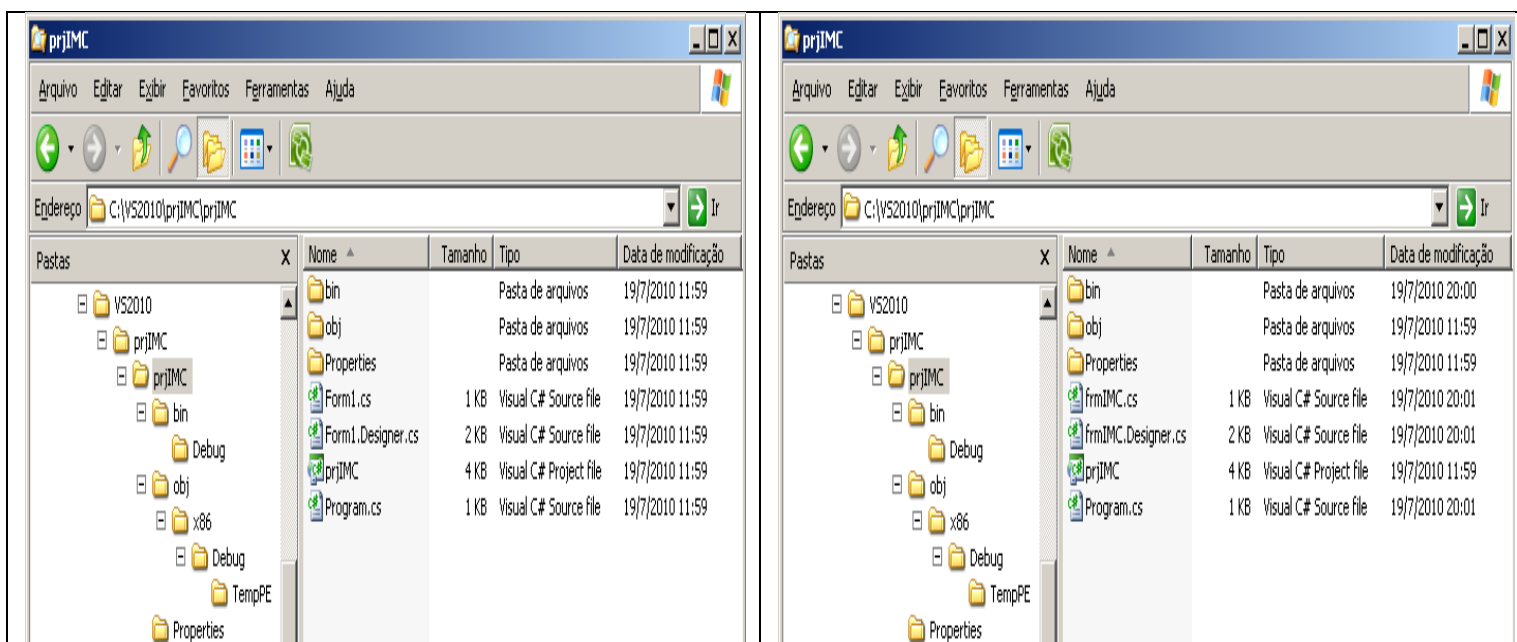 prjIMC
Arquivo Editar Exibir Favoritos Ferramentas Ajuda
Endereço C:\VS2010\prjIMC\prjIMC Ir
Pastas X
VS2010
prjIMC
prjIMC
bin
Debug
obj
x86
Debug
TempPE
Properties
Nome Tamanho Tipo Data de modificação
bin Pasta de arquivos 19/7/2010 11:59
obj Pasta de arquivos 19/7/2010 11:59
Properties Pasta de arquivos 19/7/2010 11:59
Form1.cs 1 KB Visual C# Source file 19/7/2010 11:59
Form1.Designer.cs 2 KB Visual C# Source file 19/7/2010 11:59
prjIMC 4 KB Visual C# Project file 19/7/2010 11:59
Program.cs 1 KB Visual C# Source file 19/7/2010 11:59
prjIMC
Arquivo Editar Exibir Favoritos Ferramentas Ajuda
Endereço C:\VS2010\prjIMC\prjIMC Ir
Pastas X
VS2010
prjIMC
prjIMC
bin
Debug
obj
x86
Debug
TempPE
Properties
Nome Tamanho Tipo Data de modificação
bin Pasta de arquivos 19/7/2010 20:00
obj Pasta de arquivos 19/7/2010 11:59
Properties Pasta de arquivos 19/7/2010 11:59
frmIMC.cs 1 KB Visual C# Source file 19/7/2010 20:01
frmIMC.Designer.cs 2 KB Visual C# Source file 19/7/2010 20:01
prjIMC 4 KB Visual C# Project file 19/7/2010 11:59
Program.cs 1 KB Visual C# Source file 19/7/2010 20:01